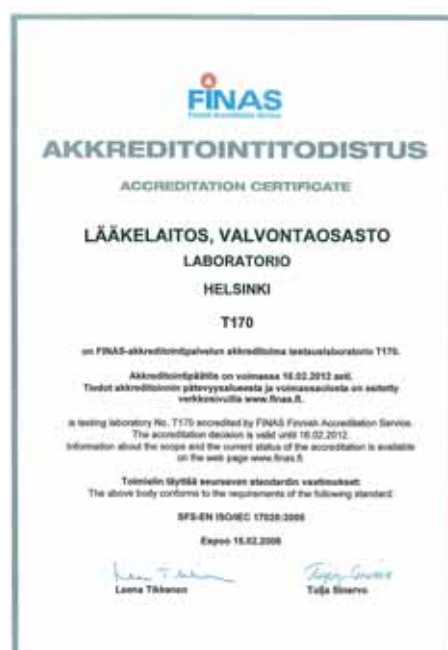 FINAS
Finnish Accreditation Service
AKKREDITOINTITODISTUS
ACCREDITATION CERTIFICATE
LÄÄKELAITOS, VALVONTAOSASTO
LABORATORIO
HELSINKI
T170
on FINAS-akkreditointipalvelun akkreditoima testauslaboratorio T170.
Akkreditointipäätös on voimassa 16.02.2012 asti.
Tiedot akkreditoinnin pätevyysalueesta ja voimassaolosta on esitetty
verkkosivuilla www.finas.fi.
is testing laboratory No. T170 accredited by FINAS Finnish Accreditation Service.
The accreditation decision is valid until 16.02.2012.
Information about the scope and the current status of the accreditation is available
on the web page www.finas.fi
Toimielin täyttää seuraavan standardin vaatimukset:
The above body conforms to the requirements of the following standard:
SFS-EN ISO/IEC 17025:2005
Espoo 16.02.2008
Leena Tikkanen
Tuija Sinervo